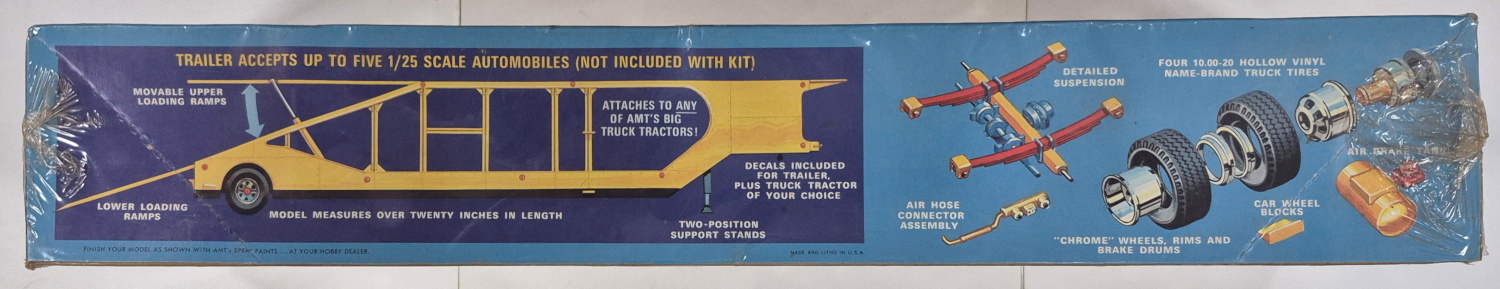 TRAILER ACCEPTS UP TO FIVE 1/25 SCALE AUTOMOBILES (NOT INCLUDED WITH KIT)
MOVABLE UPPER
LOADING RAMPS
ATTACHES TO ANY
OF AMT'S BIG
TRUCK TRACTORS!
DECALS INCLUDED
FOR TRAILER,
PLUS TRUCK TRACTOR
OF YOUR CHOICE
LOWER LOADING
RAMPS
MODEL MEASURES OVER TWENTY INCHES IN LENGTH
TWO-POSITION
SUPPORT STANDS
FINISH YOUR MODEL AS SHOWN WITH AMT's PAINTS ... AT YOUR HOBBY DEALER.
MADE AND LITHO IN U.S.A
DETAILED
SUSPENSION
FOUR 10.00-20 HOLLOW VINYL
NAME-BRAND TRUCK TIRES
AIR BRAKE TANK
AIR HOSE
CONNECTOR
ASSEMBLY
CAR WHEEL
BLOCKS
"CHROME" WHEELS, RIMS AND
BRAKE DRUMS